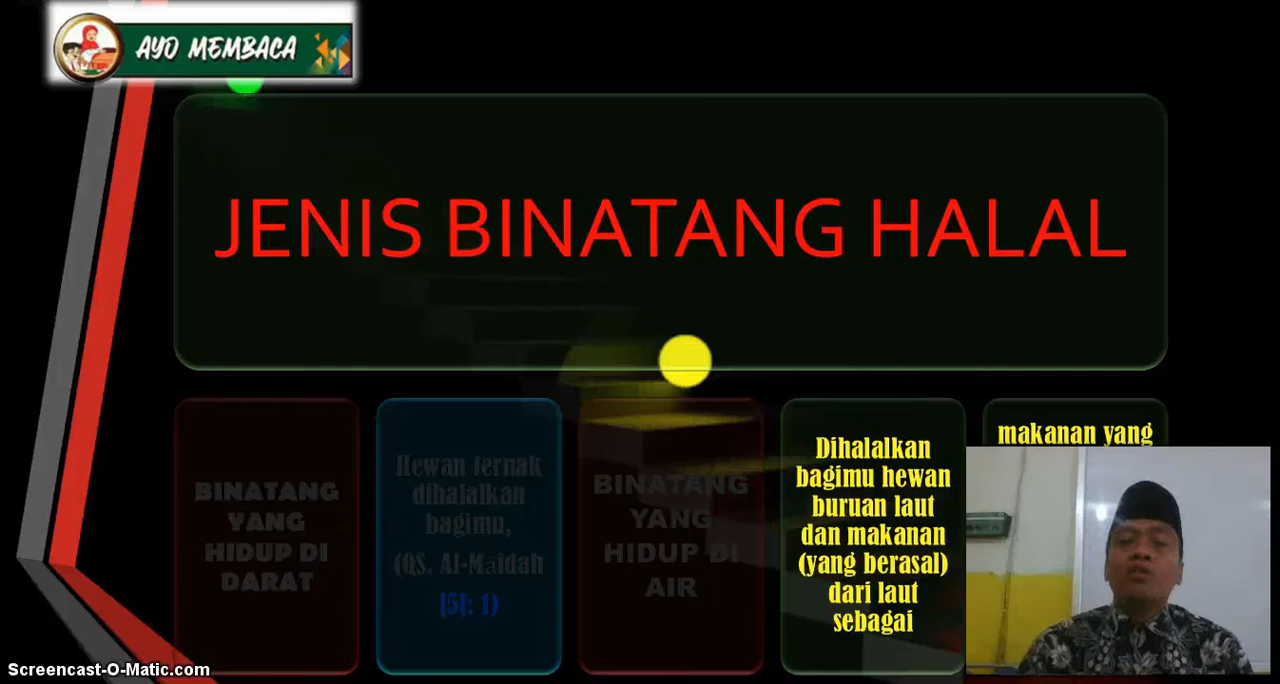 AYO MEMBACA
JENIS BINATANG HALAL
BINATANG
YANG
HIDUP DI
DARAT
Hewan ternak
dihalalkan
bagimu,
(QS. Al-Maidah
[5]: 1)
BINATANG
YANG
HIDUP DI
AIR
Dihalalkan
bagimu hewan
buruan laut
dan makanan
(yang berasal)
dari laut
sebagai
makanan yang
Screencast-O-Matic.com